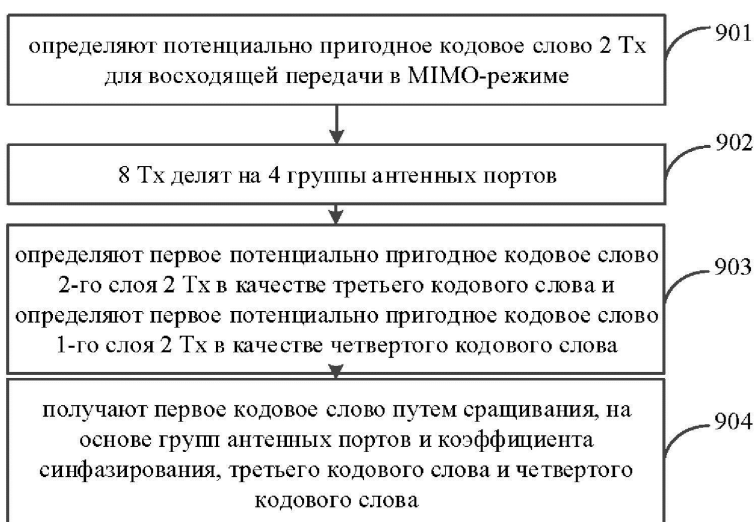 определяют потенциально пригодное кодовое слово 2 Tx
для восходящей передачи в MIMO-режиме
901
8 Tx делят на 4 группы антенных портов
902
определяют первое потенциально пригодное кодовое слово
2-го слоя 2 Tx в качестве третьего кодового слова и
определяют первое потенциально пригодное кодовое слово
1-го слоя 2 Tx в качестве четвертого кодового слова
903
получают первое кодовое слово путем сращивания, на
основе групп антенных портов и коэффициента
синфазирования, третьего кодового слова и четвертого
кодового слова
904